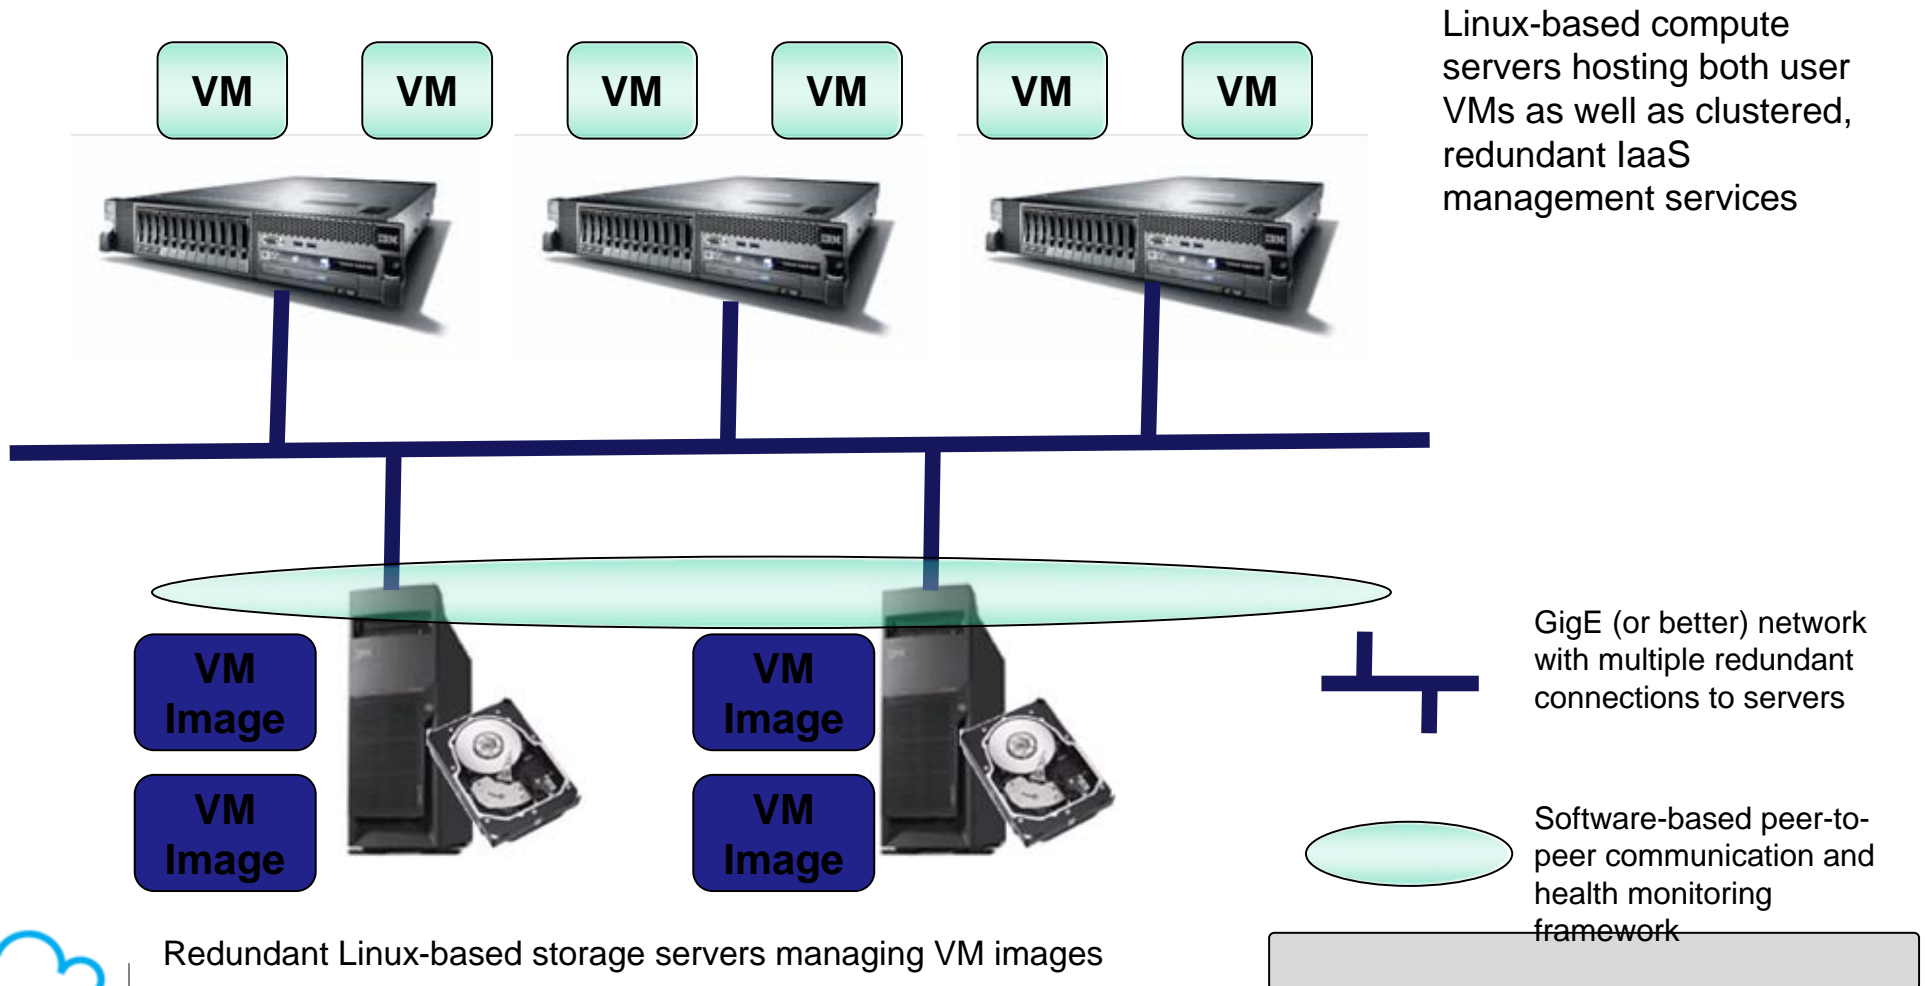 Linux-based compute
servers hosting both user
VMs as well as clustered,
redundant IaaS
management services
VM
VM
VM
VM
VM
VM
IBM
IBM
IBM
VM
Image
VM
Image
VM
Image
VM
Image
GigE (or better) network
with multiple redundant
connections to servers
Software-based peer-to-
peer communication and
health monitoring
framework
Redundant Linux-based storage servers managing VM images